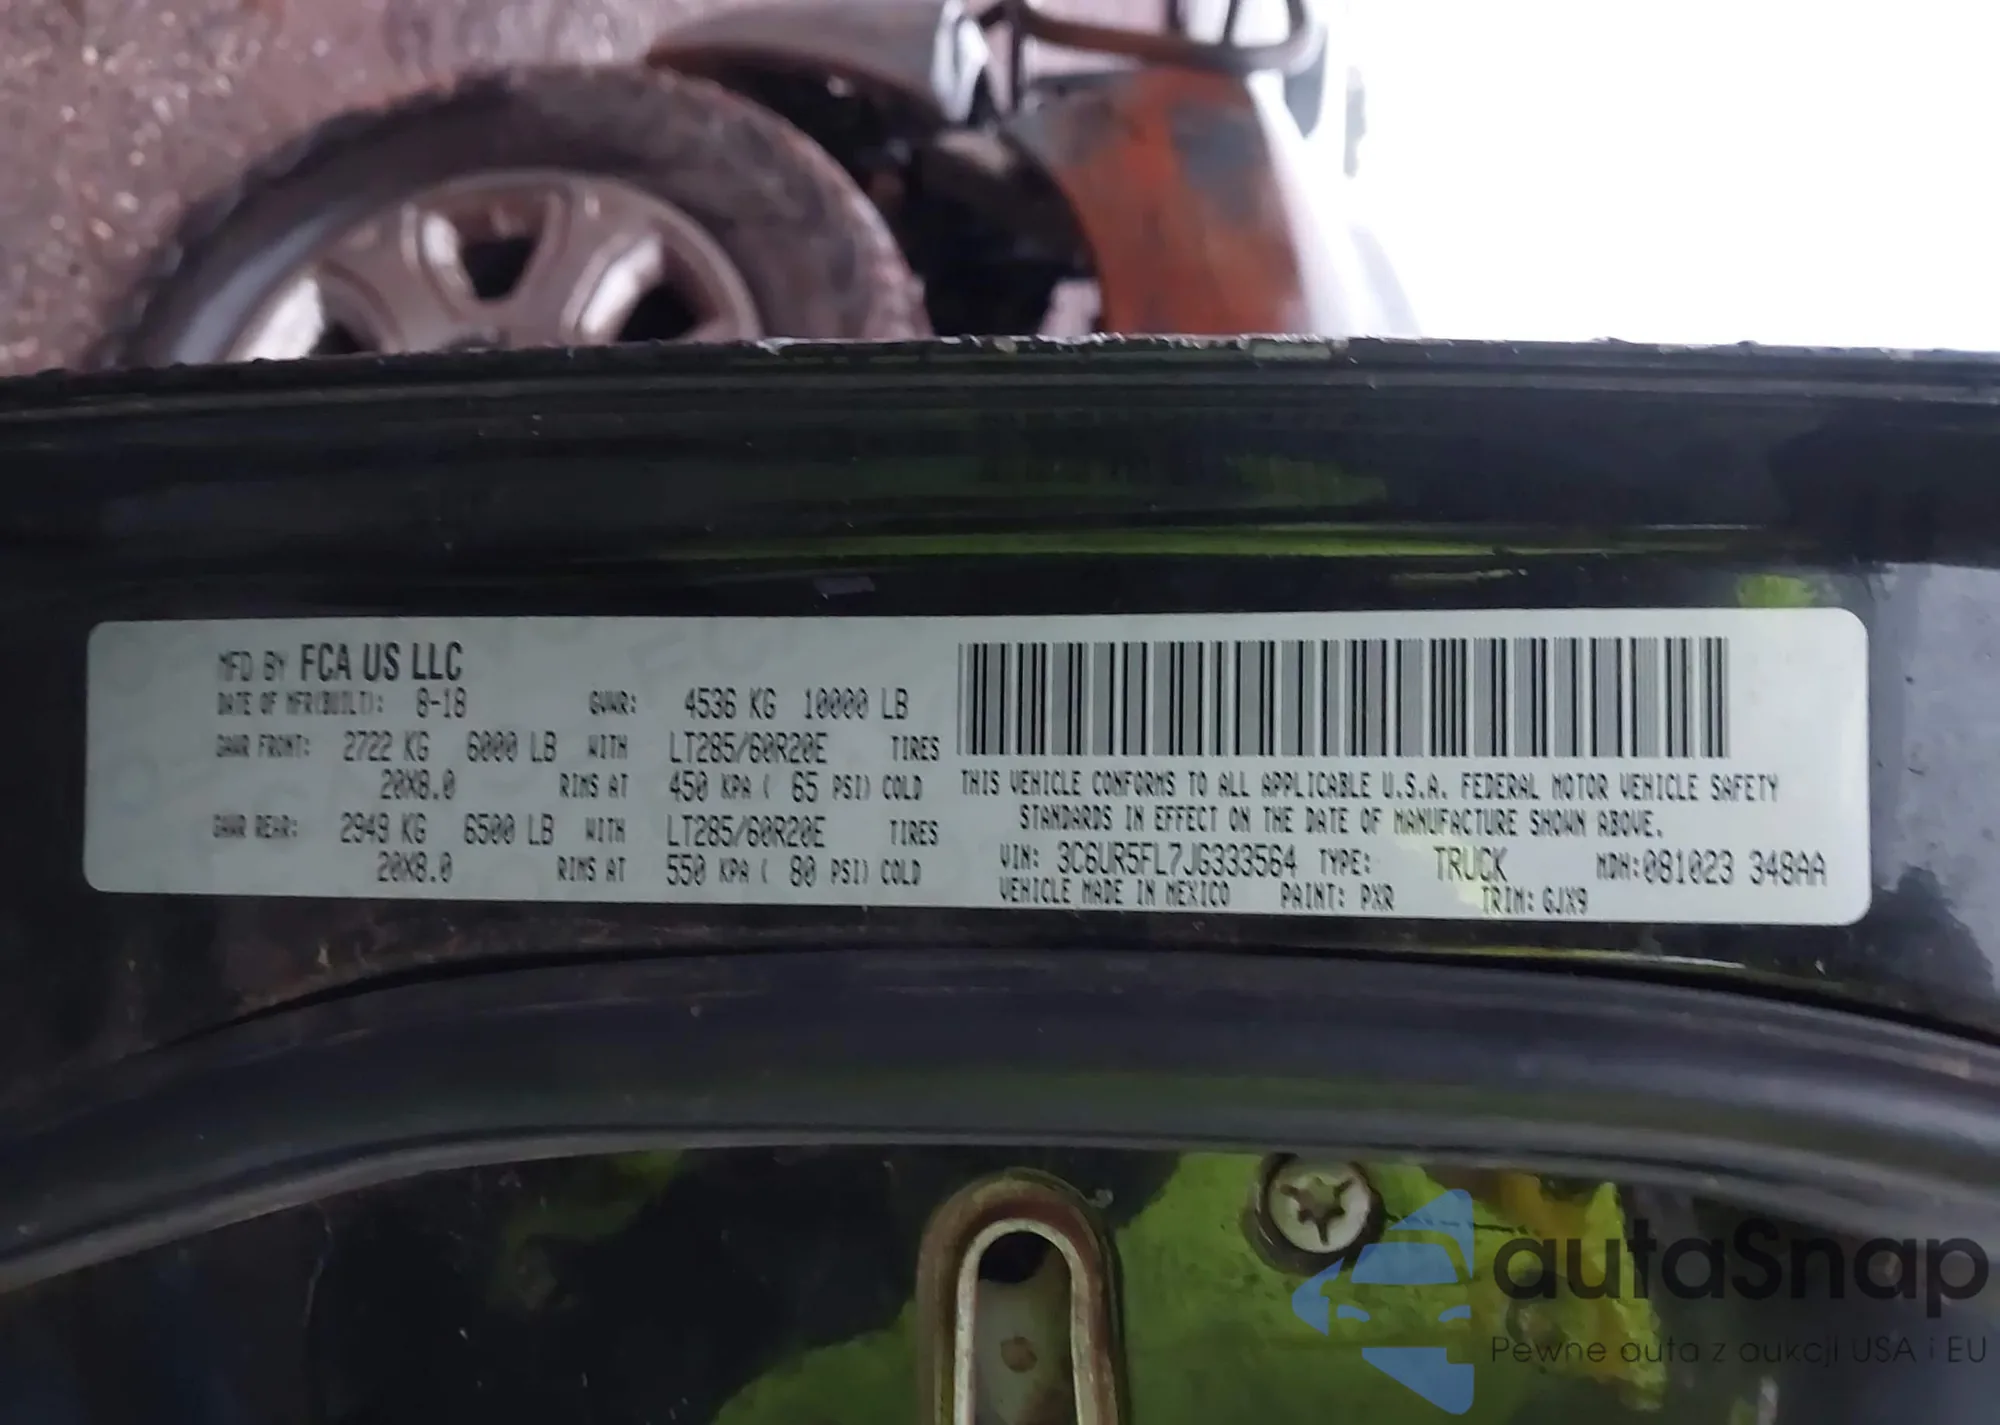 MFD BY FCA US LLC
DATE OF MFR(BUILT): 8-18 GVWR: 4536 KG 10000 LB
GAWR FRONT: 2722 KG 6000 LB WITH LT285/60R20E TIRES
20X8.0 RIMS AT 450 KPA ( 65 PSI) COLD
GAWR REAR: 2949 KG 6500 LB WITH LT285/60R20E TIRES
20X8.0 RIMS AT 550 KPA ( 80 PSI) COLD
THIS VEHICLE CONFORMS TO ALL APPLICABLE U.S.A. FEDERAL MOTOR VEHICLE SAFETY
STANDARDS IN EFFECT ON THE DATE OF MANUFACTURE SHOWN ABOVE.
VIN: 3C6UR5FL7JG333564 TYPE: TRUCK MDH:081023 348AA
VEHICLE MADE IN MEXICO PAINT: PXR TRIM: GJX9
autaSnap
Pewne auta z aukcji USA i EU